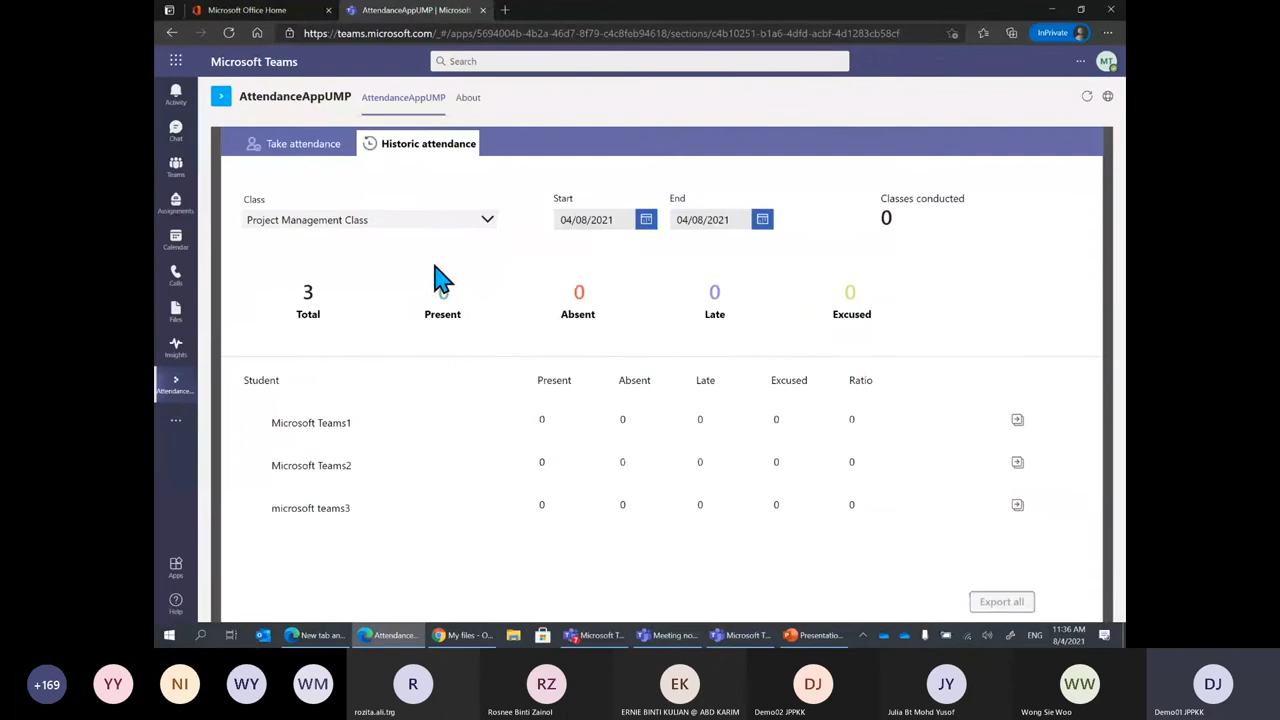 Microsoft Office Home
AttendanceAppUMP | Microsoft
https://teams.microsoft.com/_#/apps/5694004b-4b2a-46d7-8f79-c4c8feb94618/sections/c4b10251-b1a6-4dfd-acbf-4d1283cb58cf
InPrivate
Microsoft Teams
Search
MT
AttendanceAppUMP
AttendanceAppUMP
About
Activity
Chat
Teams
Assignments
Calendar
Calls
Files
Insights
Attendance...
Apps
Help
Take attendance
Historic attendance
Class
Project Management Class
Start
04/08/2021
End
04/08/2021
Classes conducted
0
3 0 0 0 0
Total Present Absent Late Excused
Student Present Absent Late Excused Ratio
Microsoft Teams1 0 0 0 0 0
Microsoft Teams2 0 0 0 0 0
microsoft teams3 0 0 0 0 0
Export all
New tab an...
Attendance...
My files - O...
Microsoft T...
Meeting no...
Microsoft T...
Presentatio...
ENG
11:36 AM
8/4/2021
+169
YY
NI
WY
WM
R
rozita.ali.trg
RZ
Rosnee Binti Zainol
EK
ERNIE BINTI KULIAN @ ABD KARIM
DJ
Demo02 JPPKK
JY
Julia Bt Mohd Yusof
WW
Wong Sie Woo
DJ
Demo01 JPPKK